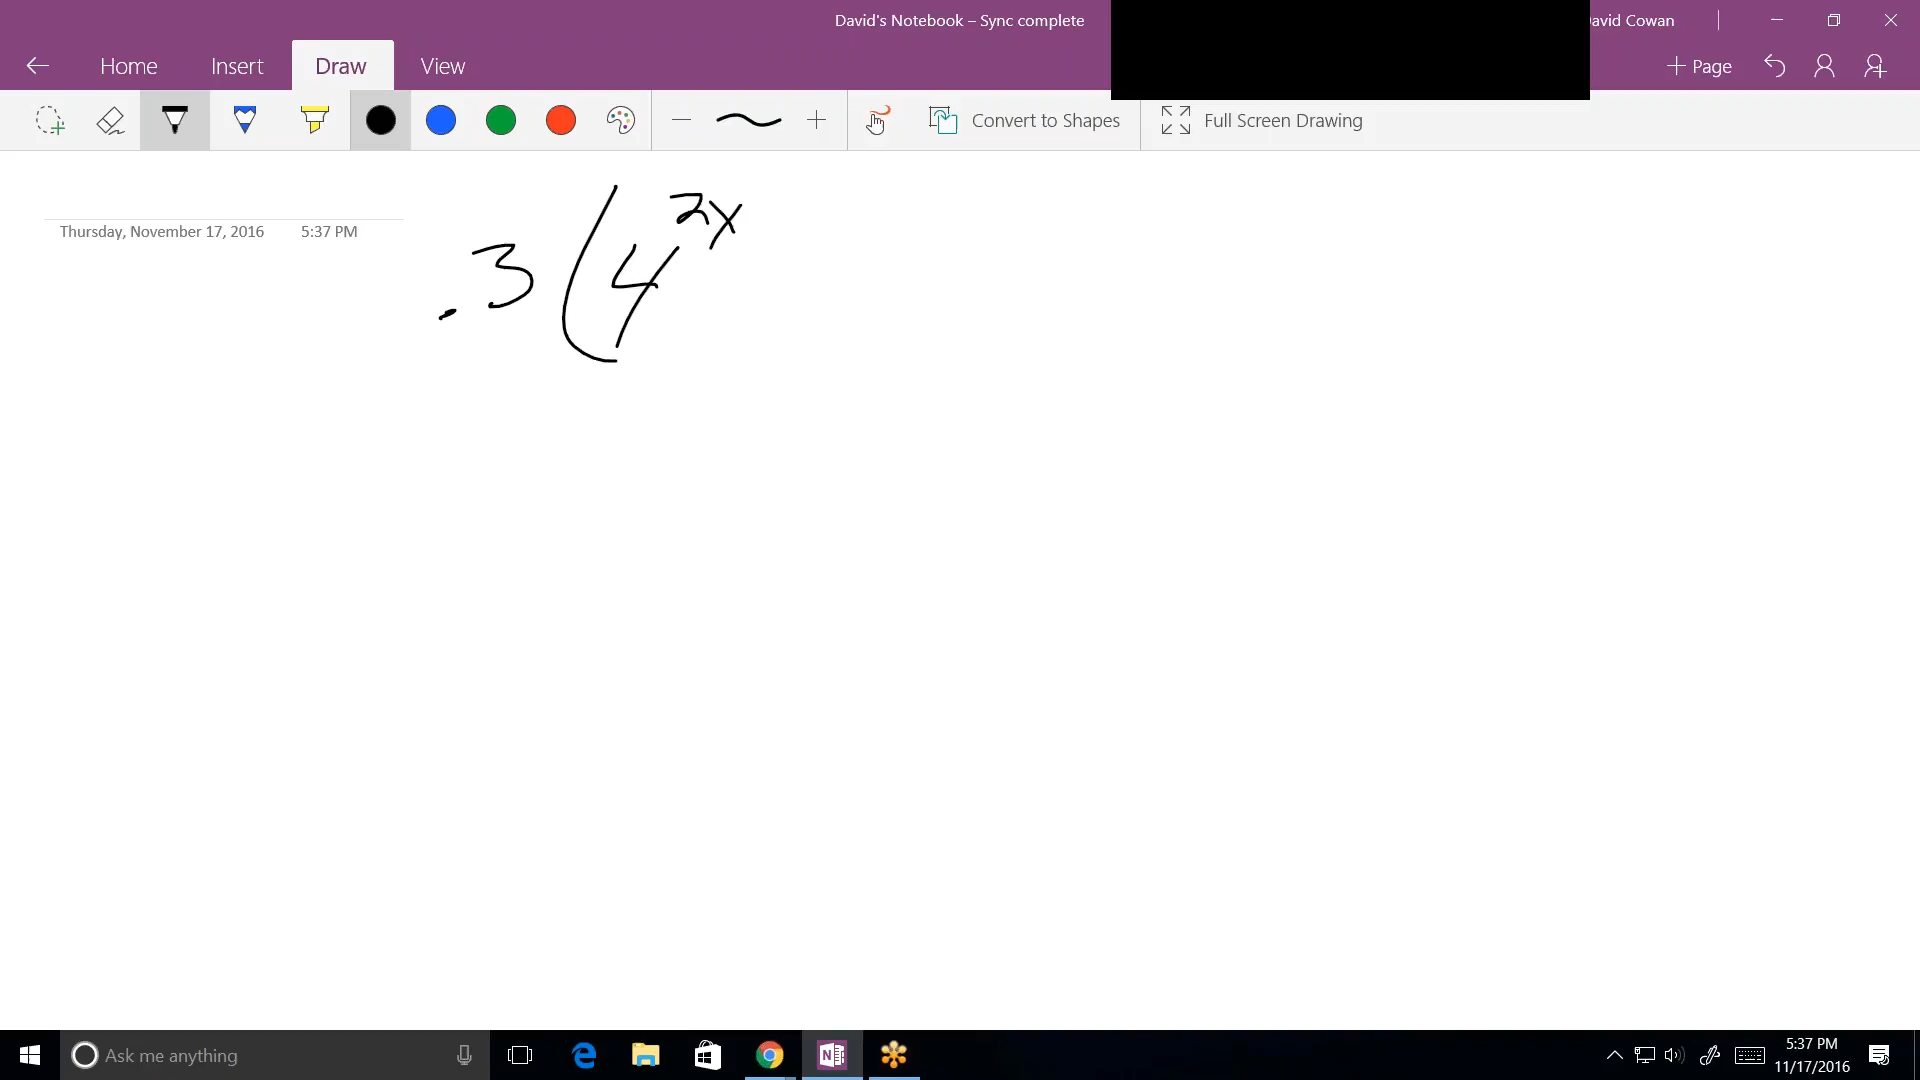 David's Notebook – Sync complete
avid Cowan
Home Insert Draw View
Page
Convert to Shapes
Full Screen Drawing
Thursday, November 17, 2016 5:37 PM
.3(4^{2x}
Ask me anything
5:37 PM
11/17/2016